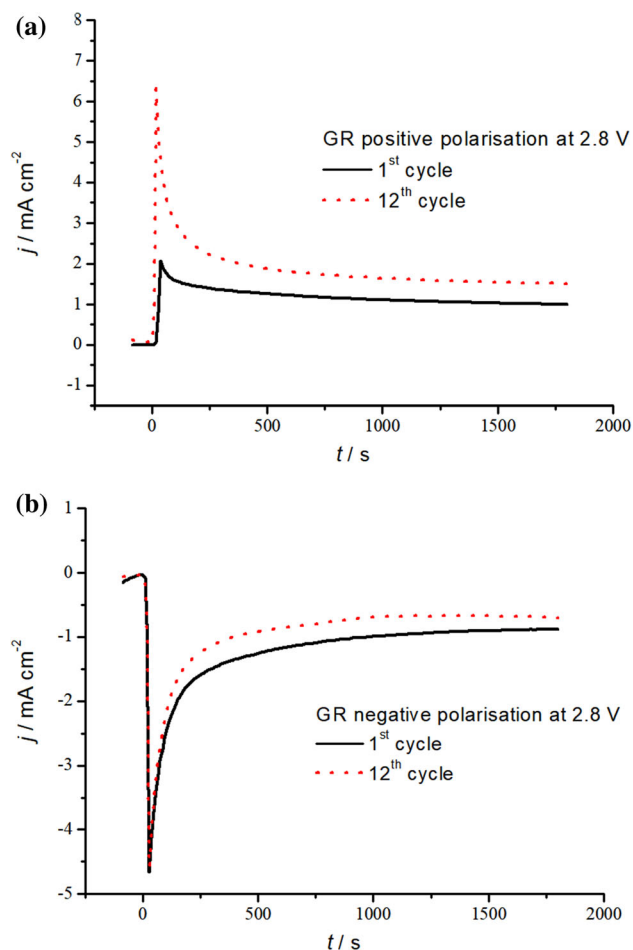 (a)
8
7
6
5
4
3
2
1
0
-1
j / mA cm⁻²
GR positive polarisation at 2.8 V
1ˢᵗ cycle
12ᵗʰ cycle
0
500
1000
1500
2000
t / s
(b)
1
0
-1
-2
-3
-4
-5
j / mA cm⁻²
GR negative polarisation at 2.8 V
1ˢᵗ cycle
12ᵗʰ cycle
0
500
1000
1500
2000
t / s